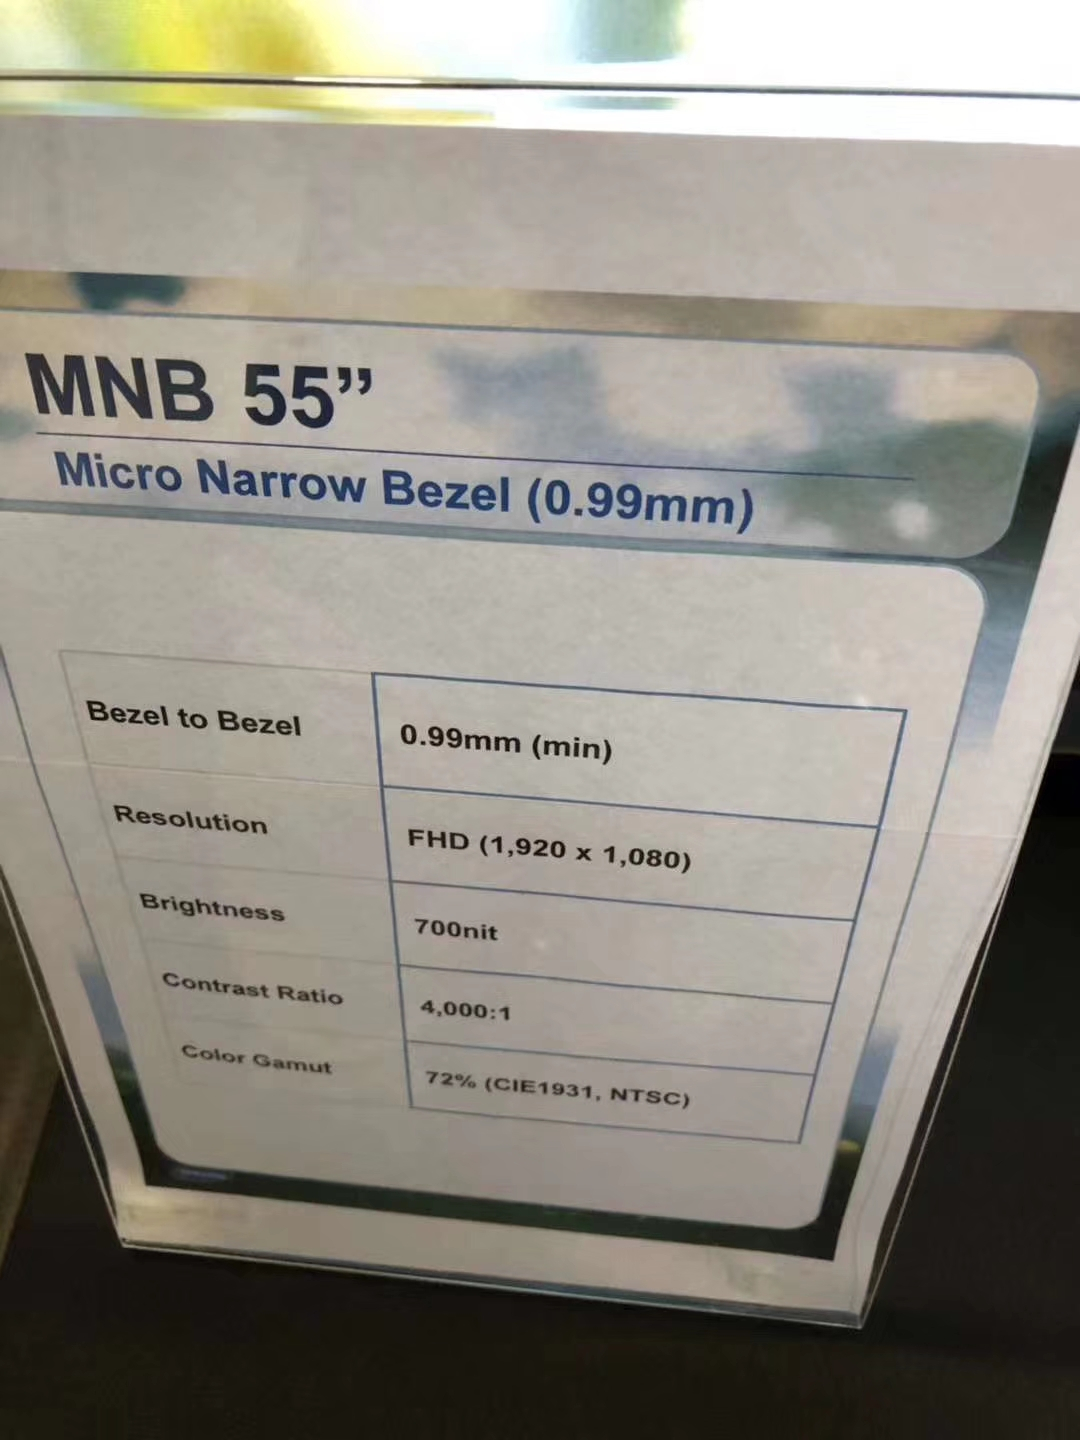 MNB 55”
Micro Narrow Bezel (0.99mm)
Bezel to Bezel 0.99mm (min)
Resolution FHD (1,920 x 1,080)
Brightness 700nit
Contrast Ratio 4,000:1
Color Gamut 72% (CIE1931, NTSC)